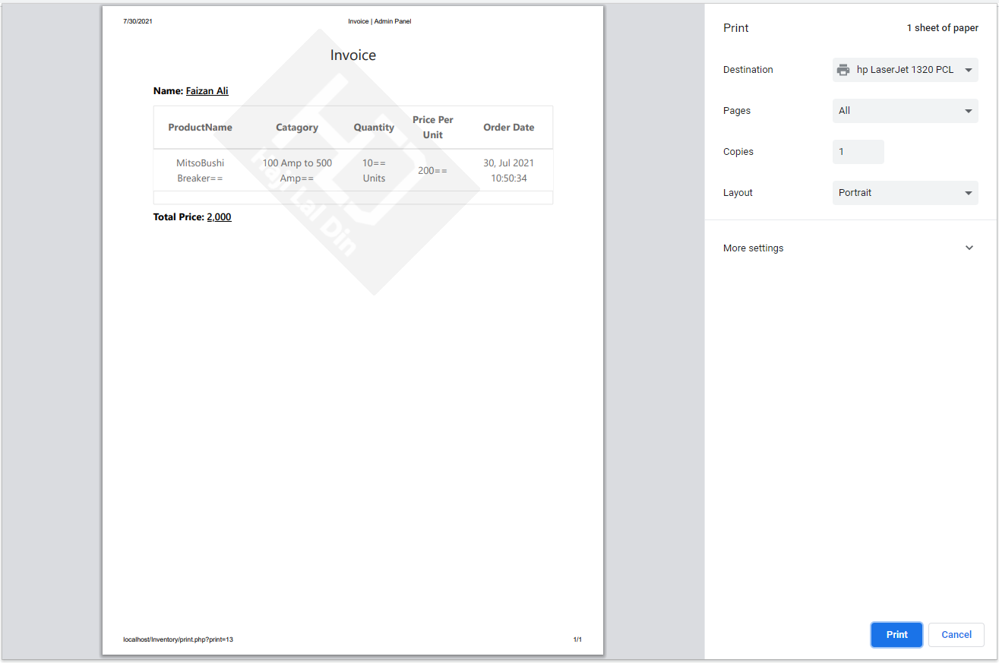 7/30/2021
Invoice | Admin Panel
Invoice
Name: Faizan Ali
ProductName
Catagory
Quantity
Price Per
Unit
Order Date
MitsoBushi
Breaker==
100 Amp to 500
Amp==
10==
Units
200==
30, Jul 2021
10:50:34
Total Price: 2,000
Haji Lal Din
localhost/Inventory/print.php?print=13
1/1
Print
1 sheet of paper
Destination
hp LaserJet 1320 PCL
Pages
All
Copies
1
Layout
Portrait
More settings
Print
Cancel